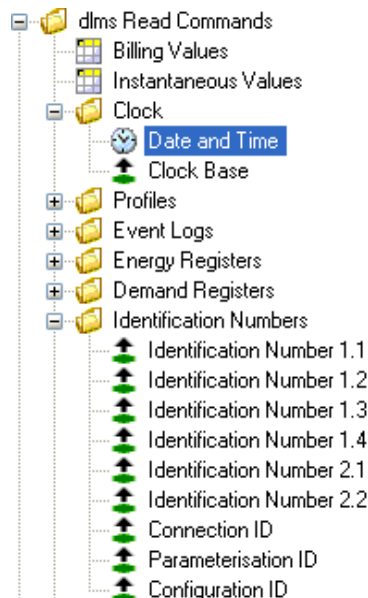 dlms Read Commands
Billing Values
Instantaneous Values
Clock
Date and Time
Clock Base
Profiles
Event Logs
Energy Registers
Demand Registers
Identification Numbers
Identification Number 1.1
Identification Number 1.2
Identification Number 1.3
Identification Number 1.4
Identification Number 2.1
Identification Number 2.2
Connection ID
Parameterisation ID
Configuration ID